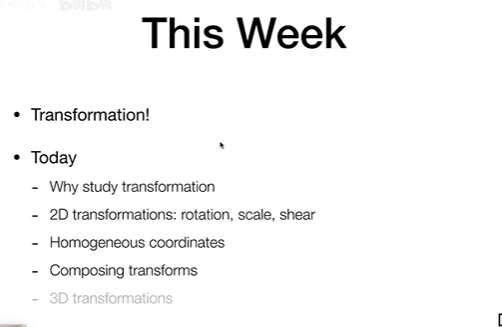 This Week
• Transformation!
• Today
- Why study transformation
- 2D transformations: rotation, scale, shear
- Homogeneous coordinates
- Composing transforms
- 3D transformations